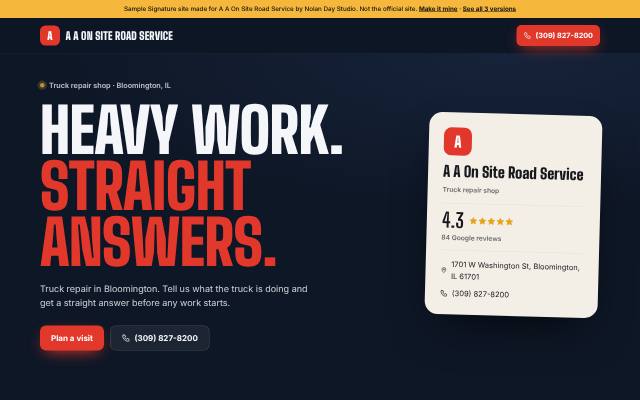 Sample Signature site made for A A On Site Road Service by Nolan Day Studio. Not the official site. Make it mine · See all 3 versions
A A A ON SITE ROAD SERVICE
(309) 827-8200
Truck repair shop · Bloomington, IL
HEAVY WORK.
STRAIGHT
ANSWERS.
Truck repair in Bloomington. Tell us what the truck is doing and
get a straight answer before any work starts.
Plan a visit
(309) 827-8200
A
A A On Site Road Service
Truck repair shop
4.3
84 Google reviews
1701 W Washington St, Bloomington,
IL 61701
(309) 827-8200